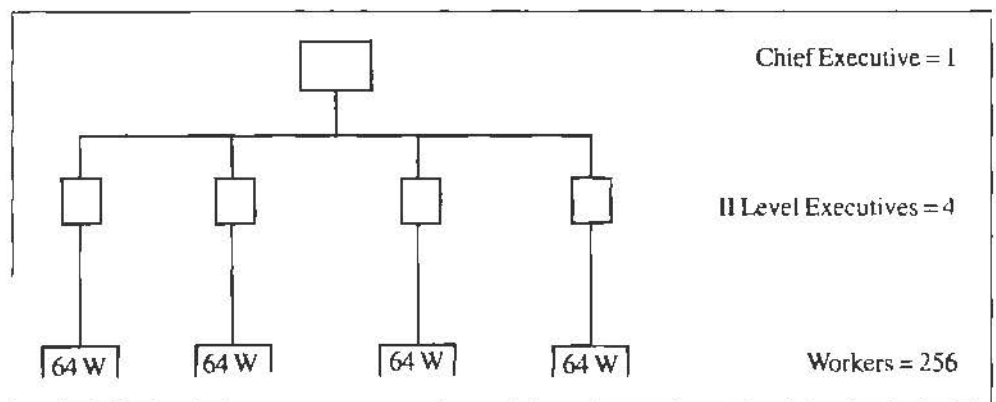 Chief Executive = 1
II Level Executives = 4
64 W 64 W 64 W 64 W Workers = 256